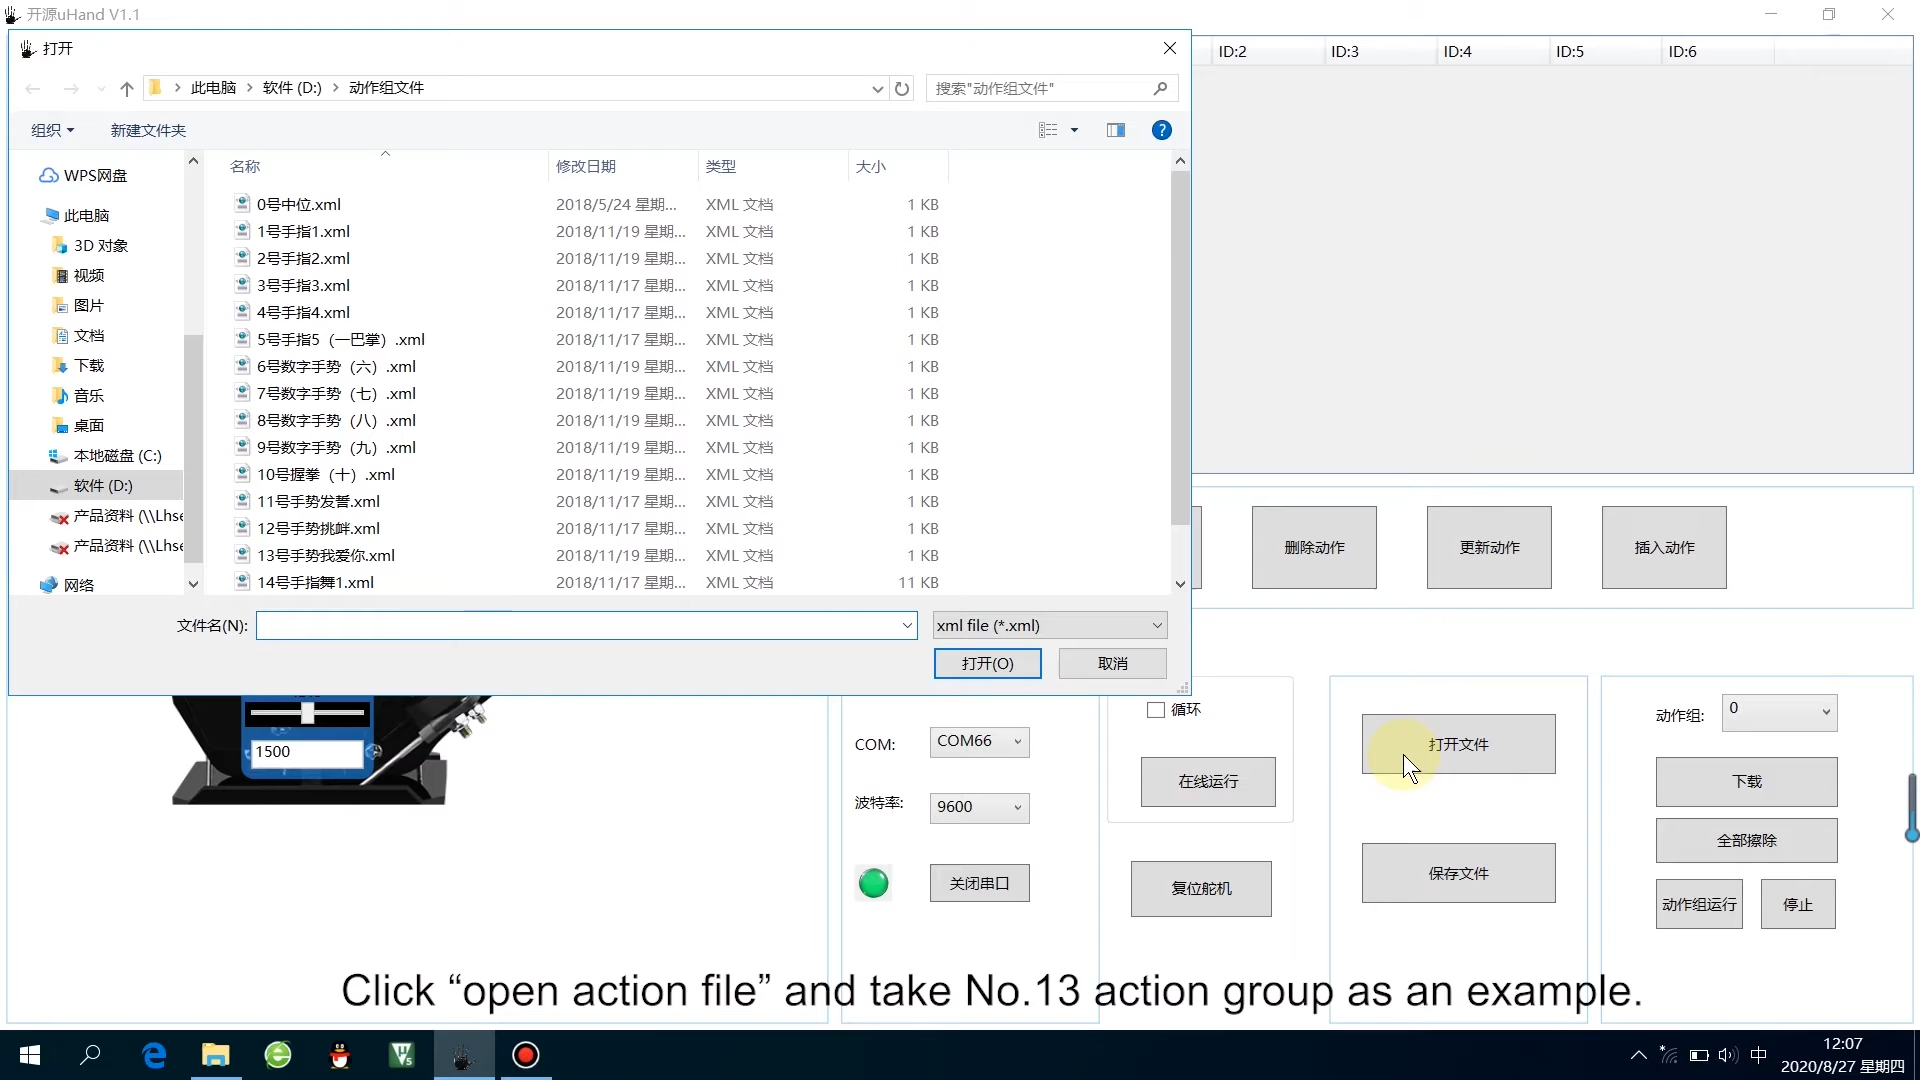 开源uHand V1.1
打开
此电脑 > 软件 (D:) > 动作组文件
搜索"动作组文件"
组织 新建文件夹
名称 修改日期 类型 大小
0号中位.xml 2018/5/24 星期... XML 文档 1 KB
1号手指1.xml 2018/11/19 星期... XML 文档 1 KB
2号手指2.xml 2018/11/19 星期... XML 文档 1 KB
3号手指3.xml 2018/11/17 星期... XML 文档 1 KB
4号手指4.xml 2018/11/17 星期... XML 文档 1 KB
5号手指5（一巴掌）.xml 2018/11/17 星期... XML 文档 1 KB
6号数字手势（六）.xml 2018/11/19 星期... XML 文档 1 KB
7号数字手势（七）.xml 2018/11/19 星期... XML 文档 1 KB
8号数字手势（八）.xml 2018/11/19 星期... XML 文档 1 KB
9号数字手势（九）.xml 2018/11/19 星期... XML 文档 1 KB
10号握拳（十）.xml 2018/11/19 星期... XML 文档 1 KB
11号手势发誓.xml 2018/11/17 星期... XML 文档 1 KB
12号手势挑衅.xml 2018/11/17 星期... XML 文档 1 KB
13号手势我爱你.xml 2018/11/19 星期... XML 文档 1 KB
14号手指舞1.xml 2018/11/17 星期... XML 文档 11 KB
WPS网盘
此电脑
3D 对象
视频
图片
文档
下载
音乐
桌面
本地磁盘 (C:)
软件 (D:)
产品资料 (\\Lhse
产品资料 (\\Lhse
网络
文件名(N):
xml file (*.xml)
打开(O) 取消
ID:2 ID:3 ID:4 ID:5 ID:6
删除动作 更新动作 插入动作
1500
COM: COM66
波特率: 9600
关闭串口
循环
在线运行
复位舵机
打开文件
保存文件
动作组: 0
下载
全部擦除
动作组运行 停止
Click “open action file” and take No.13 action group as an example.
中
12:07
2020/8/27 星期四